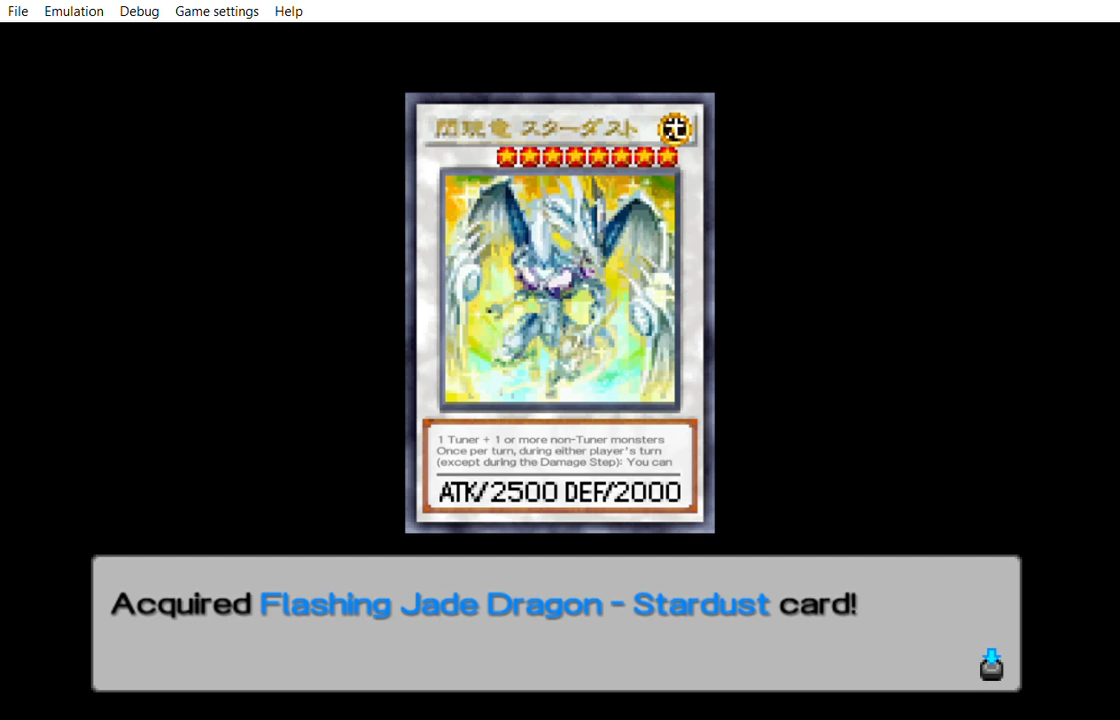 File Emulation Debug Game settings Help
閃珖竜 スターダスト
1 Tuner + 1 or more non-Tuner monsters
Once per turn, during either player's turn
(except during the Damage Step): You can
ATK/2500 DEF/2000
Acquired Flashing Jade Dragon - Stardust card!